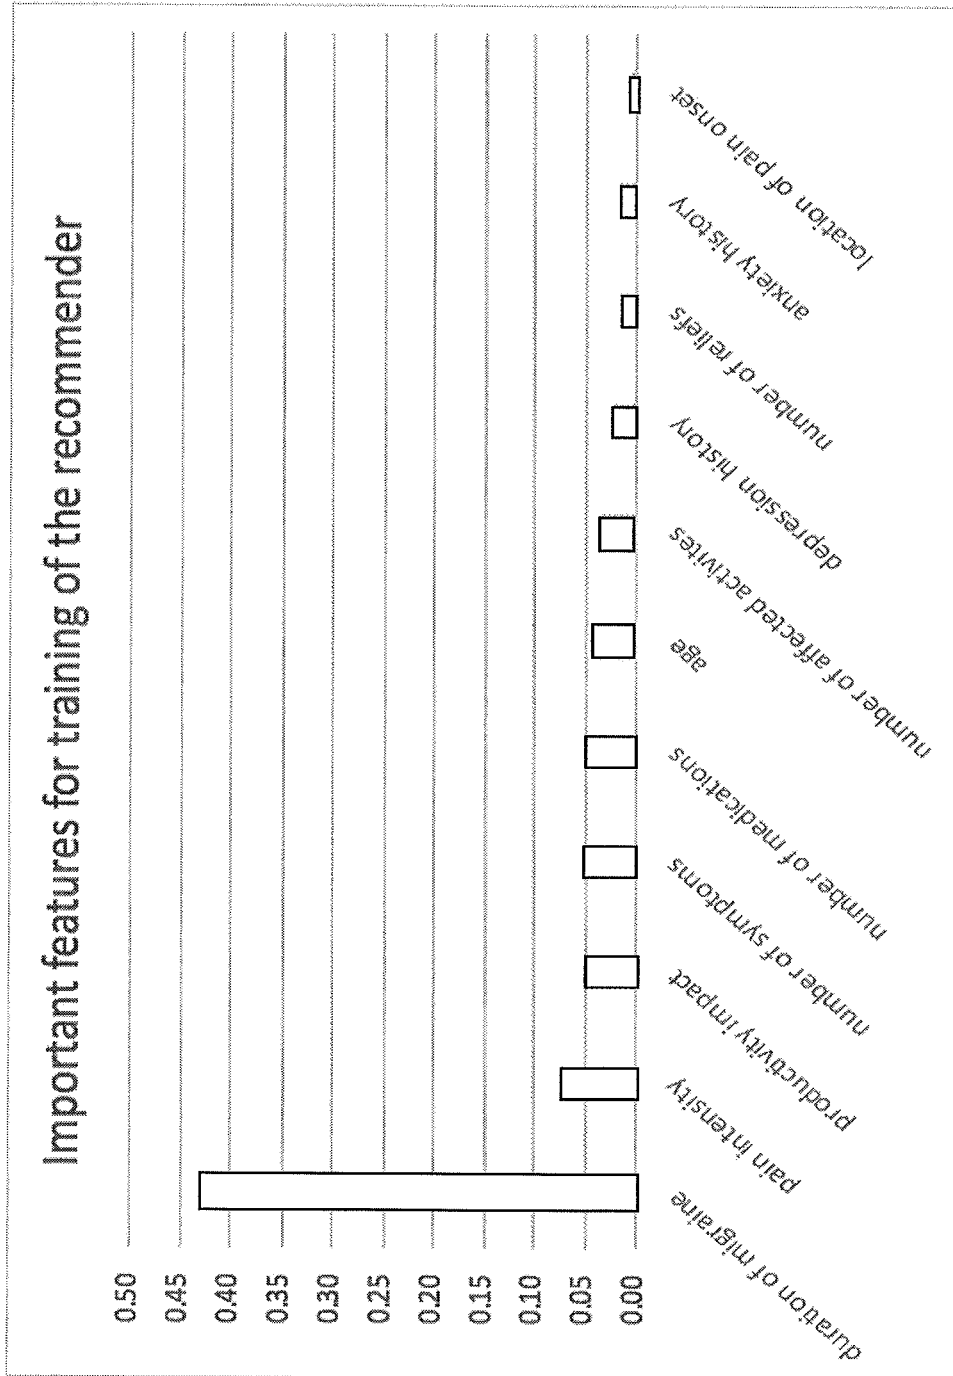 Important features for training of the recommender
0.50
0.45
0.40
0.35
0.30
0.25
0.20
0.15
0.10
0.05
0.00
duration of migraine
pain intensity
productivity impact
number of symptoms
number of medications
age
number of affected activites
depression history
number of reliefs
anxiety history
location of pain onset